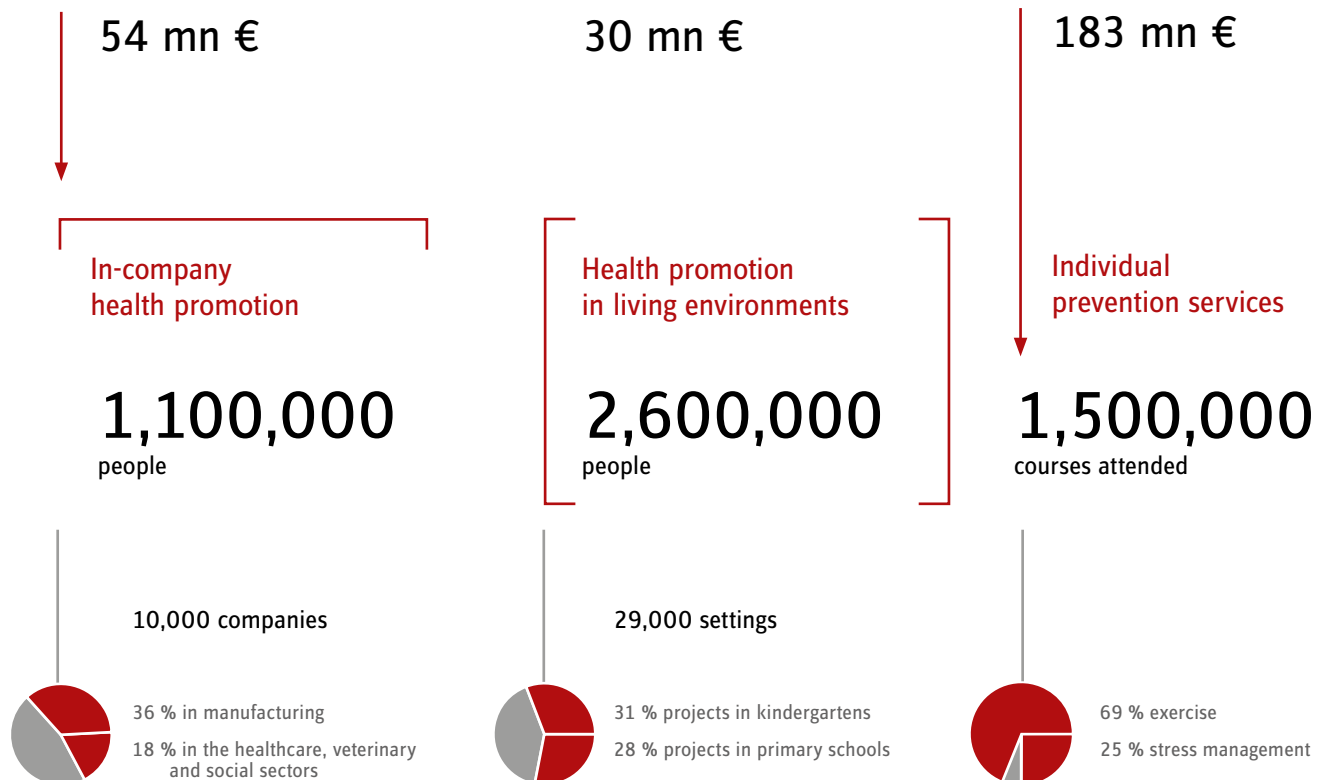 54 mn €
30 mn €
183 mn €
In-company
health promotion
1,100,000
people
10,000 companies
36 % in manufacturing
18 % in the healthcare, veterinary
and social sectors
Health promotion
in living environments
2,600,000
people
29,000 settings
31 % projects in kindergartens
28 % projects in primary schools
Individual
prevention services
1,500,000
courses attended
69 % exercise
25 % stress management